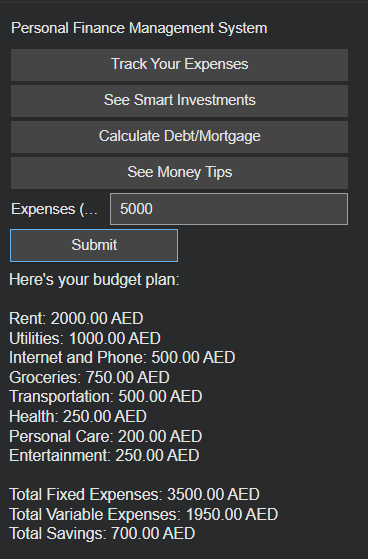 Personal Finance Management System
Track Your Expenses
See Smart Investments
Calculate Debt/Mortgage
See Money Tips
Expenses (... 5000
Submit
Here's your budget plan:
Rent: 2000.00 AED
Utilities: 1000.00 AED
Internet and Phone: 500.00 AED
Groceries: 750.00 AED
Transportation: 500.00 AED
Health: 250.00 AED
Personal Care: 200.00 AED
Entertainment: 250.00 AED
Total Fixed Expenses: 3500.00 AED
Total Variable Expenses: 1950.00 AED
Total Savings: 700.00 AED